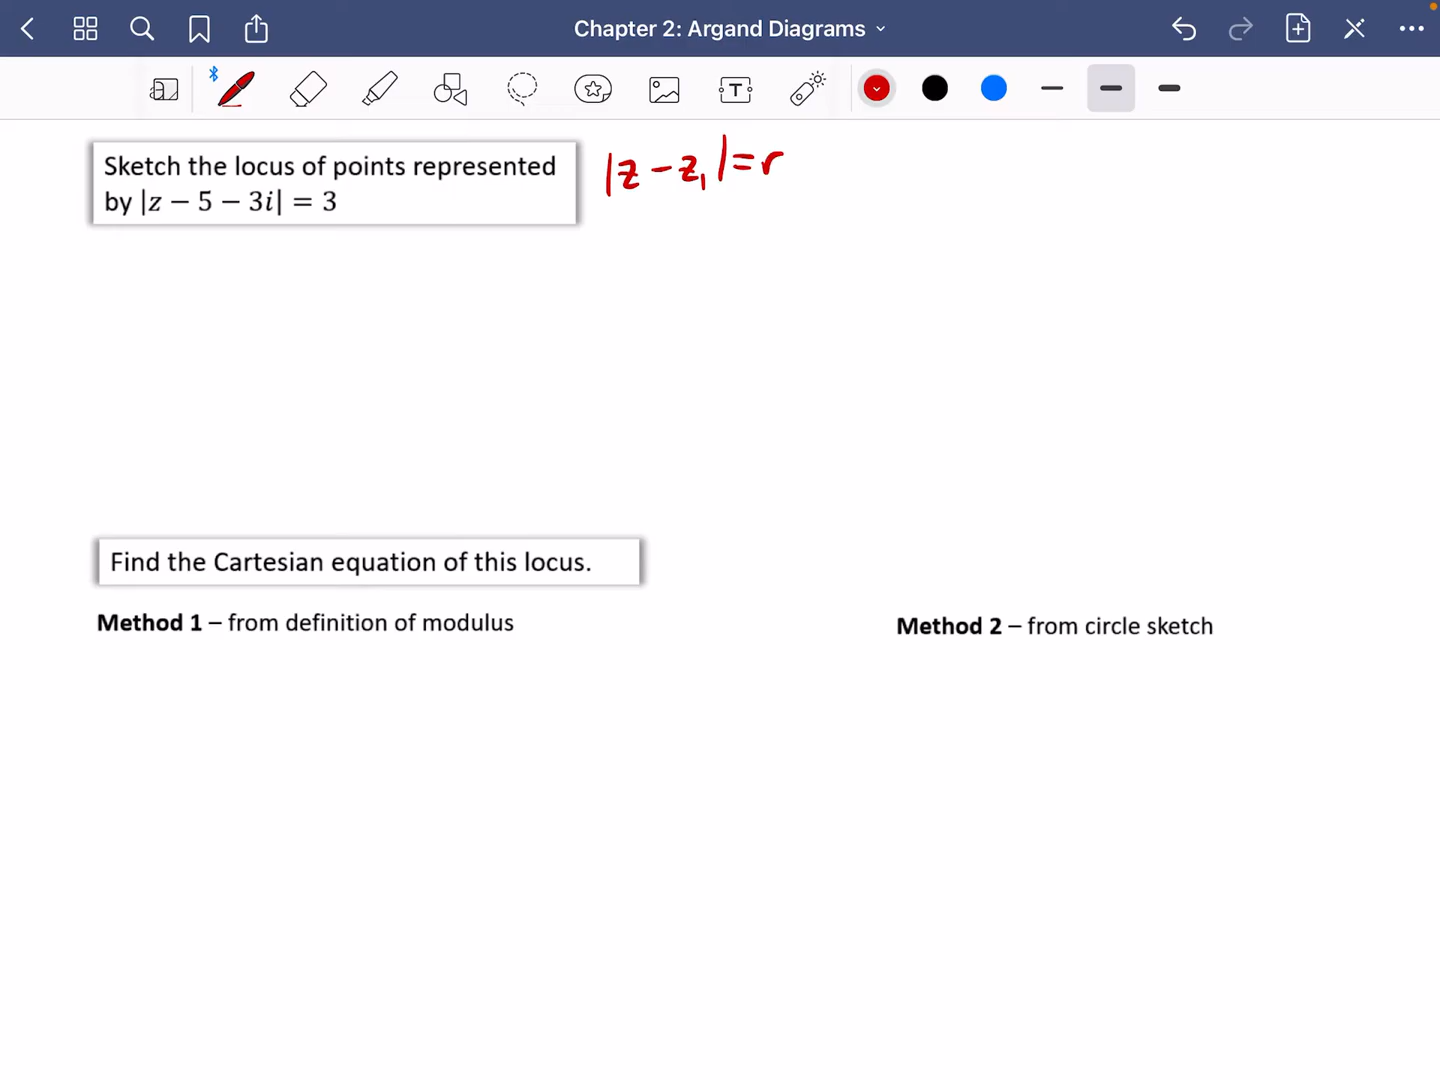 Chapter 2: Argand Diagrams
Sketch the locus of points represented
by |z − 5 − 3i| = 3
|z − z₁| = r
Find the Cartesian equation of this locus.
Method 1 – from definition of modulus
Method 2 – from circle sketch